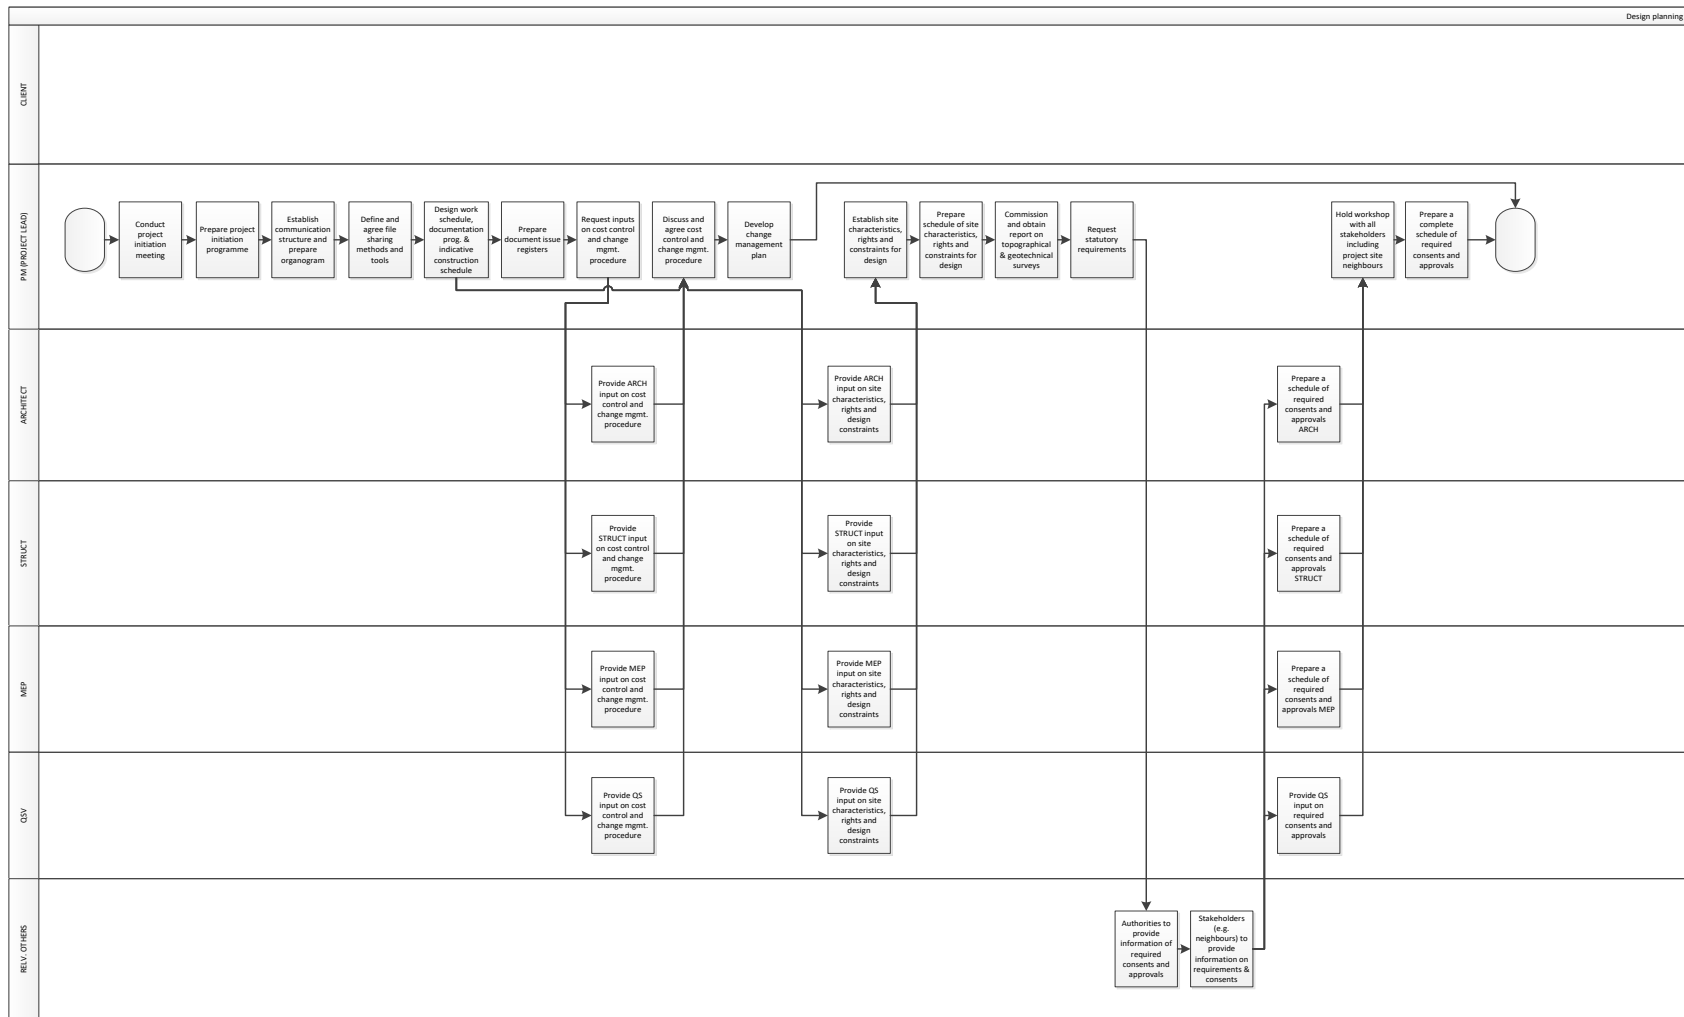 Design planning
CLIENT
PM (PROJECT LEAD)
Conduct
project
initiation
meeting
Prepare project
initiation
programme
Establish
communication
structure and
prepare
organogram
Define and
agree file
sharing
methods and
tools
Design work
schedule,
documentation
prog. &
indicative
construction
schedule
Prepare
document issue
registers
Request inputs
on cost control
and change
mgmt.
procedure
Discuss and
agree cost
control and
change mgmt.
procedure
Develop
change
management
plan
Establish site
characteristics,
rights and
constraints for
design
Prepare
schedule of site
characteristics,
rights and
constraints for
design
Commission
and obtain
report on
topographical
& geotechnical
surveys
Request
statutory
requirements
Hold workshop
with all
stakeholders
including
project site
neighbours
Prepare a
complete
schedule of
required
consents and
approvals
ARCHITECT
Provide ARCH
input on cost
control and
change mgmt.
procedure
Provide ARCH
input on site
characteristics,
rights and
design
constraints
Prepare a
schedule of
required
consents and
approvals
ARCH
STRUCT
Provide
STRUCT input
on cost control
and change
mgmt.
procedure
Provide
STRUCT input
on site
characteristics,
rights and
design
constraints
Prepare a
schedule of
required
consents and
approvals
STRUCT
MEP
Provide MEP
input on cost
control and
change mgmt.
procedure
Provide MEP
input on site
characteristics,
rights and
design
constraints
Prepare a
schedule of
required
consents and
approvals MEP
QSV
Provide QS
input on cost
control and
change mgmt.
procedure
Provide QS
input on site
characteristics,
rights and
design
constraints
Provide QS
input on
required
consents and
approvals
RELV. OTHERS
Authorities to
provide
information of
required
consents and
approvals
Stakeholders
(e.g.
neighbours) to
provide
information on
requirements &
consents